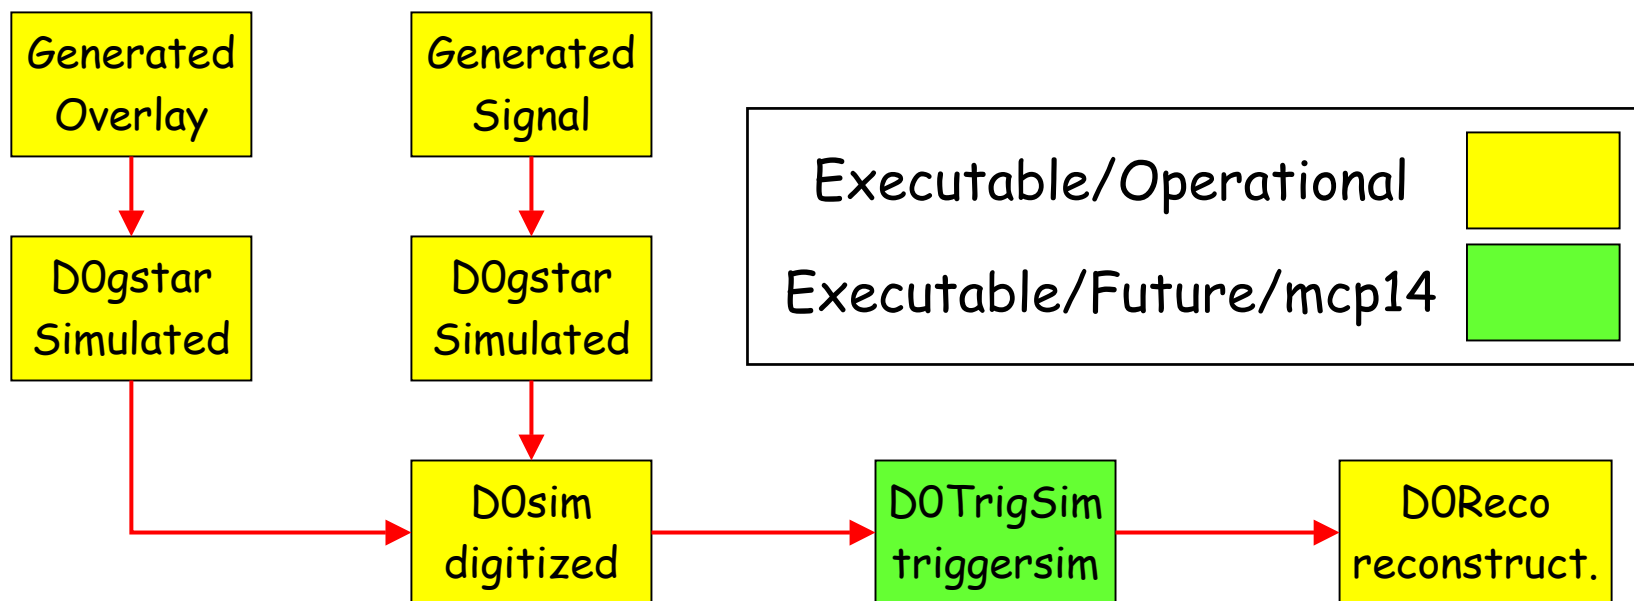 Generated
Overlay
Generated
Signal
Executable/Operational
Executable/Future/mcp14
D0gstar
Simulated
D0gstar
Simulated
D0sim
digitized
D0TrigSim
triggersim
D0Reco
reconstruct.